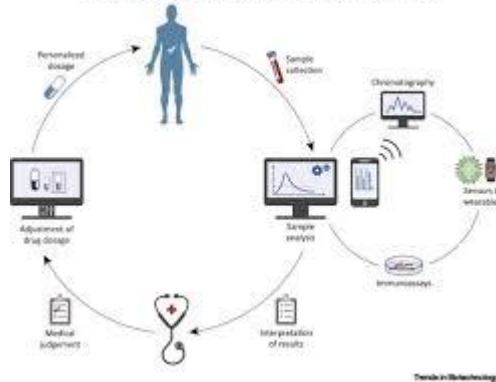 Personalized
dosage
Sample
collection
Chromatography
Sensors &
wearables
Adjustment of
drug dosage
Sample
analysis
Immunoassays
Medical
judgement
Interpretation
of results
Trends in Biotechnology